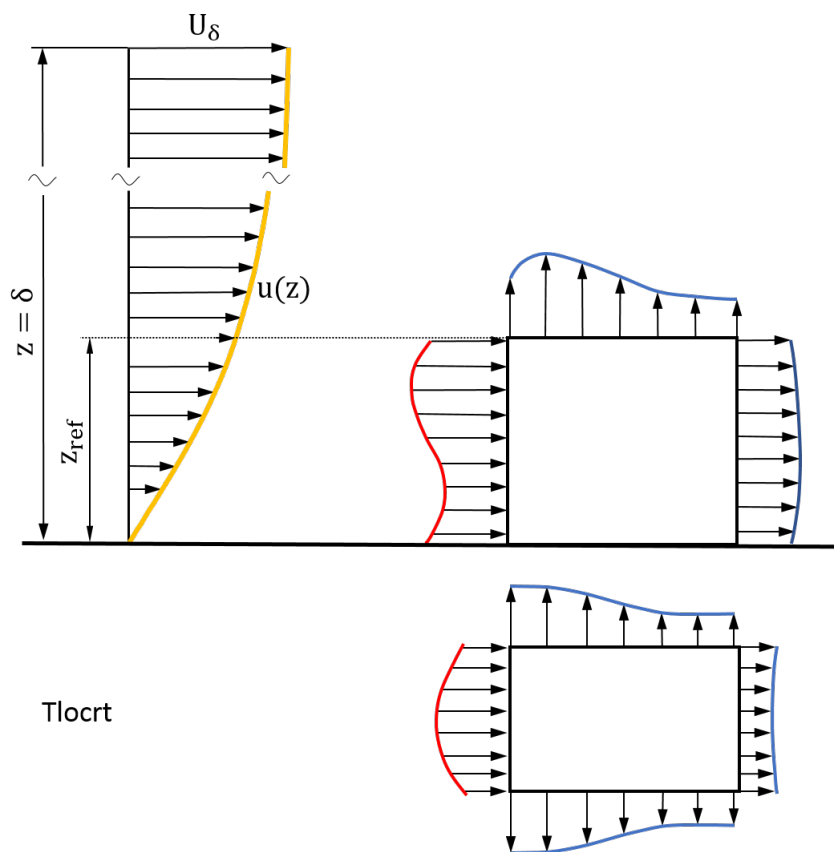 U_δ
u(z)
z = δ
z_ref
Tlocrt